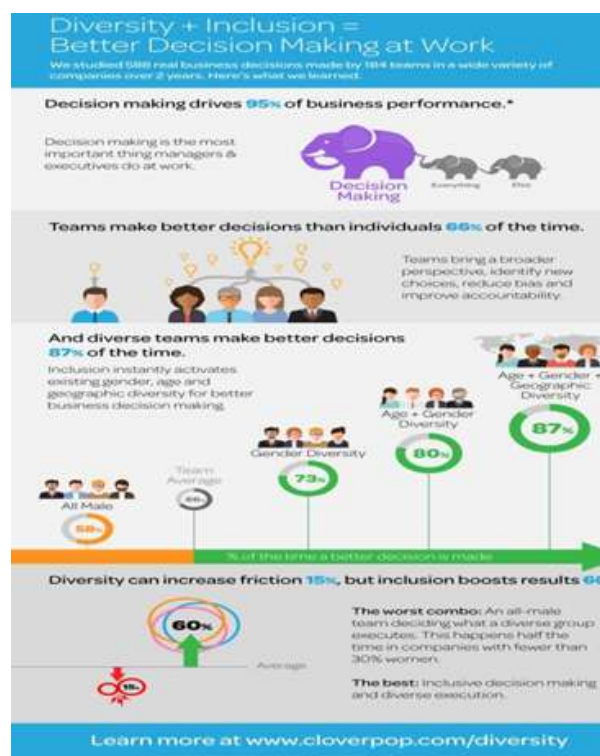 Diversity + Inclusion =
Better Decision Making at Work
We studied 588 real business decisions made by 184 teams in a wide variety of
companies over 2 years. Here's what we learned.
Decision making drives 95% of business performance.*
Decision making is the most
important thing managers &
executives do at work.
Decision
Making
Everything
Else
Teams make better decisions than individuals 66% of the time.
Teams bring a broader
perspective, identify new
choices, reduce bias and
improve accountability.
And diverse teams make better decisions
87% of the time.
Inclusion instantly activates
existing gender, age and
geographic diversity for better
business decision making.
Age + Gender +
Geographic
Diversity
87%
Age + Gender
Diversity
80%
Gender Diversity
73%
Team
Average
66%
All Male
58%
% of the time a better decision is made
Diversity can increase friction 15%, but inclusion boosts results 6
60%
Average
15%
The worst combo: An all-male
team deciding what a diverse group
executes. This happens half the
time in companies with fewer than
30% women.
The best: Inclusive decision making
and diverse execution.
Learn more at www.cloverpop.com/diversity